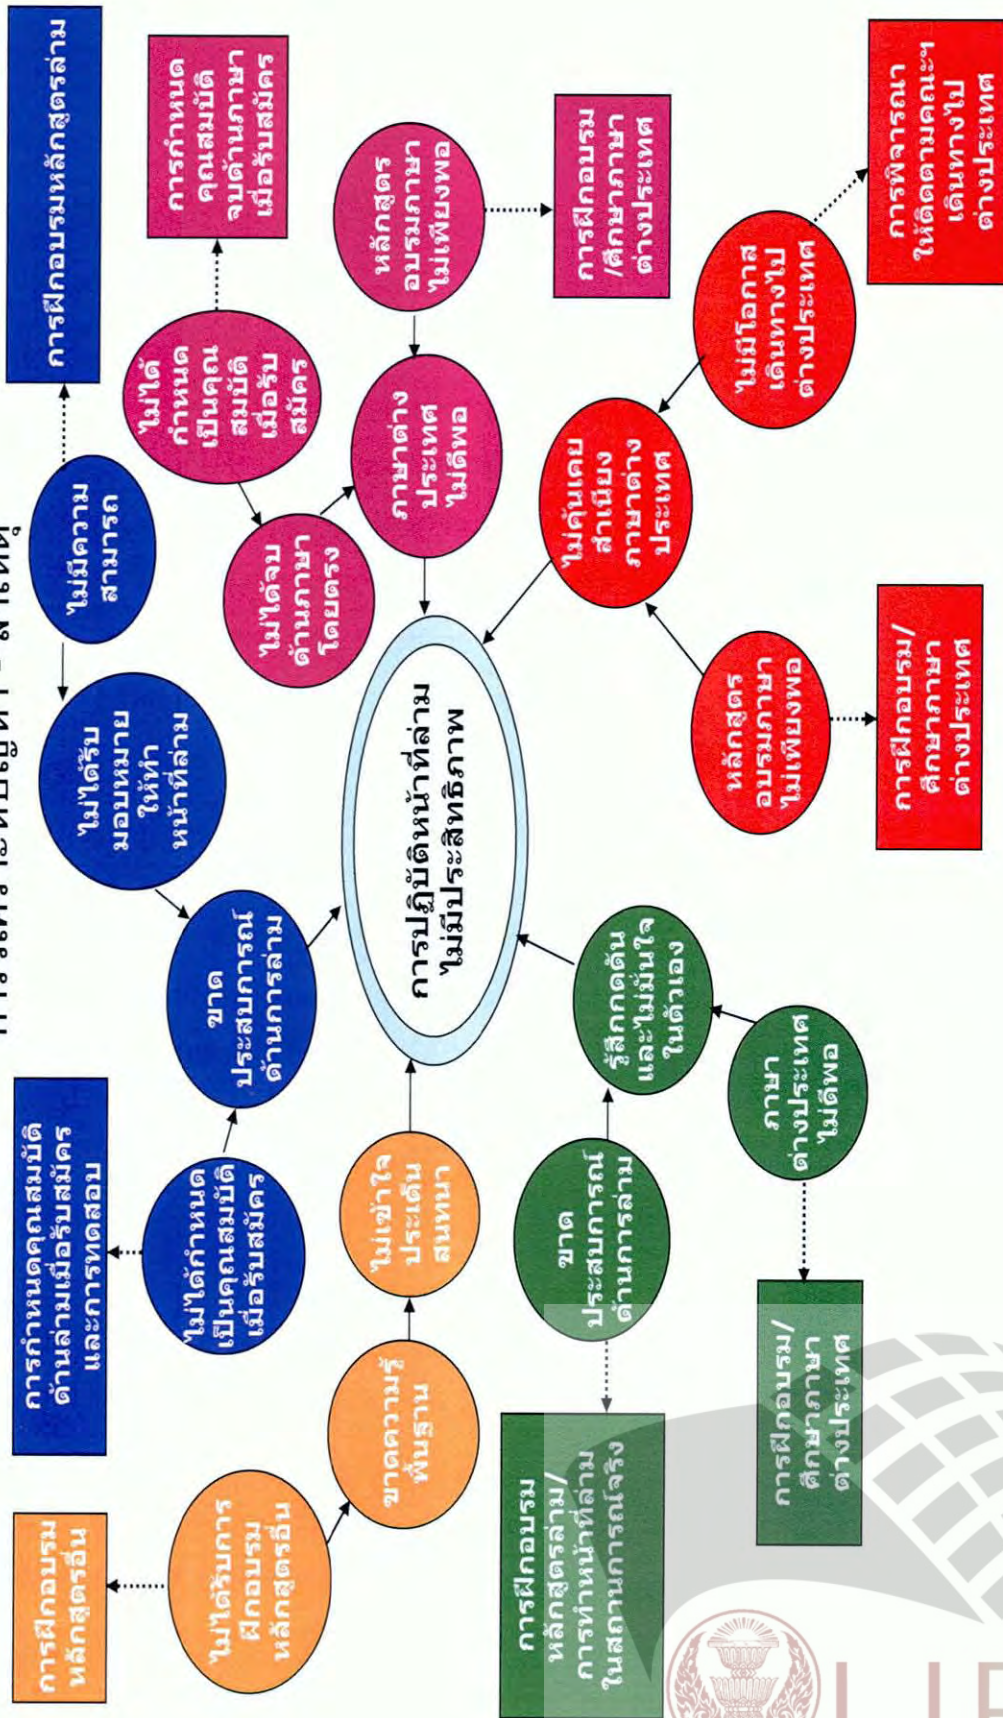 การวิเคราะห์ปัญหา - สาเหตุ
การฝึกอบรม
หลักสูตรอื่น
การกำหนดคุณสมบัติ
ด้านล่ามเมื่อรับสมัคร
และการทดสอบ
ไม่มีความ
สามารถ
การฝึกอบรมหลักสูตรล่าม
ไม่ได้รับ
มอบหมาย
ให้ทำ
หน้าที่ล่าม
ไม่ได้
กำหนด
เป็นคุณ
สมบัติ
เมื่อรับ
สมัคร
การกำหนด
คุณสมบัติ
จบด้านภาษา
เมื่อรับสมัคร
ไม่ได้รับการ
ฝึกอบรม
หลักสูตรอื่น
ไม่ได้กำหนด
เป็นคุณสมบัติ
เมื่อรับสมัคร
ขาด
ประสบการณ์
ด้านการล่าม
ไม่ได้จบ
ด้านภาษา
โดยตรง
ขาดความรู้
พื้นฐาน
ไม่เข้าใจ
ประเด็น
สนทนา
การปฏิบัติหน้าที่ล่าม
ไม่มีประสิทธิภาพ
ภาษาต่าง
ประเทศ
ไม่ดีพอ
หลักสูตร
อบรมภาษา
ไม่เพียงพอ
การฝึกอบรม
หลักสูตรล่าม/
การทำหน้าที่ล่าม
ในสถานการณ์จริง
ขาด
ประสบการณ์
ด้านการล่าม
รู้สึกกดดัน
และไม่มั่นใจ
ในตัวเอง
ไม่คุ้นเคย
สำเนียง
ภาษาต่าง
ประเทศ
การฝึกอบรม
/ศึกษาภาษา
ต่างประเทศ
ภาษา
ต่างประเทศ
ไม่ดีพอ
หลักสูตร
อบรมภาษา
ไม่เพียงพอ
ไม่มีโอกาส
เดินทางไป
ต่างประเทศ
การฝึกอบรม/
ศึกษาภาษา
ต่างประเทศ
การฝึกอบรม/
ศึกษาภาษา
ต่างประเทศ
การพิจารณา
ให้ติดตามคณะฯ
เดินทางไป
ต่างประเทศ